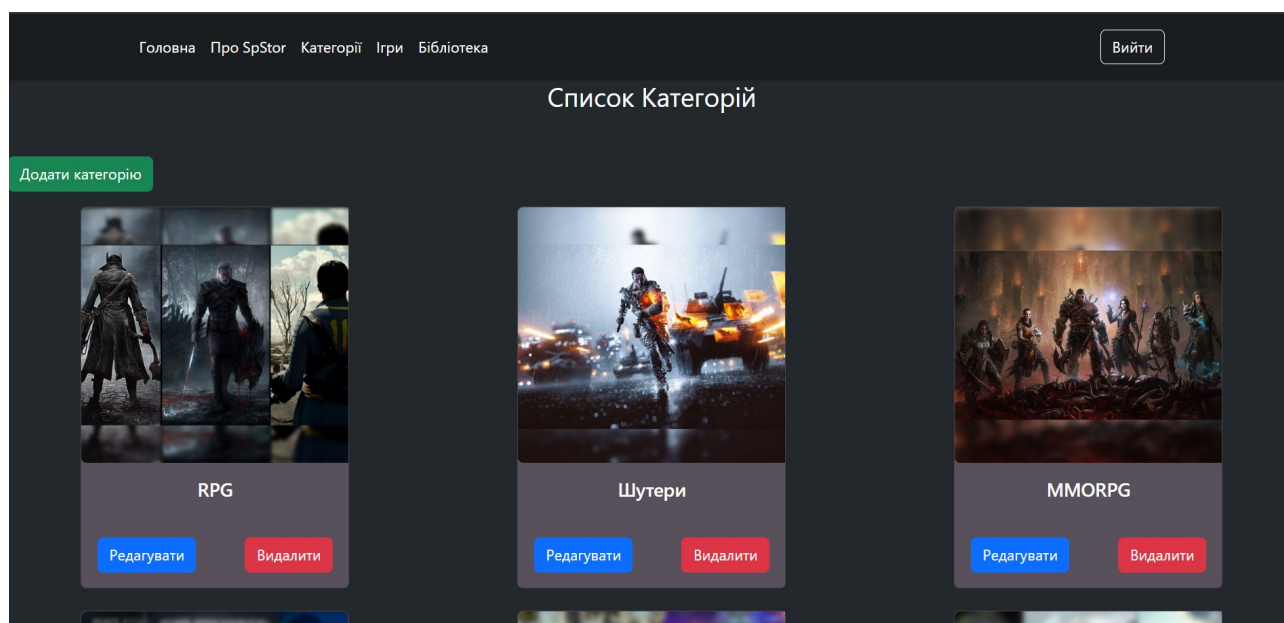 Головна Про SpStor Категорії Ігри Бібліотека Вийти
Список Категорій
Додати категорію
RPG Шутери MMORPG
Редагувати Видалити Редагувати Видалити Редагувати Видалити